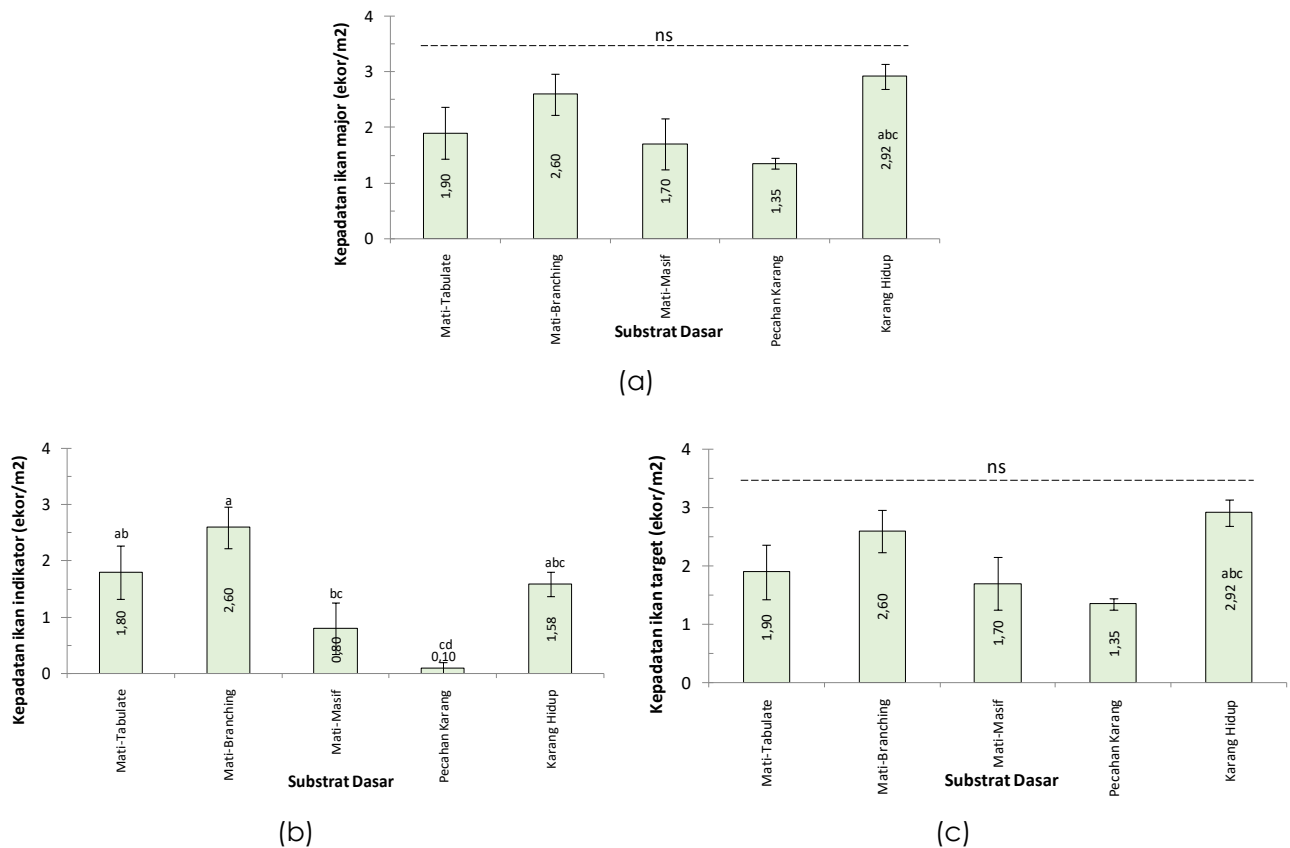 Kepadatan ikan major (ekor/m2)
4
3
2
1
0
ns
1,90
2,60
1,70
1,35
abc
2,92
Mati-Tabulate
Mati-Branching
Mati-Masif
Pecahan Karang
Karang Hidup
Substrat Dasar
(a)
Kepadatan ikan indikator (ekor/m2)
4
3
2
1
0
ab
1,80
a
2,60
bc
0,80
cd
0,10
abc
1,58
Mati-Tabulate
Mati-Branching
Mati-Masif
Pecahan Karang
Karang Hidup
Substrat Dasar
(b)
Kepadatan ikan target (ekor/m2)
4
3
2
1
0
ns
1,90
2,60
1,70
1,35
abc
2,92
Mati-Tabulate
Mati-Branching
Mati-Masif
Pecahan Karang
Karang Hidup
Substrat Dasar
(c)